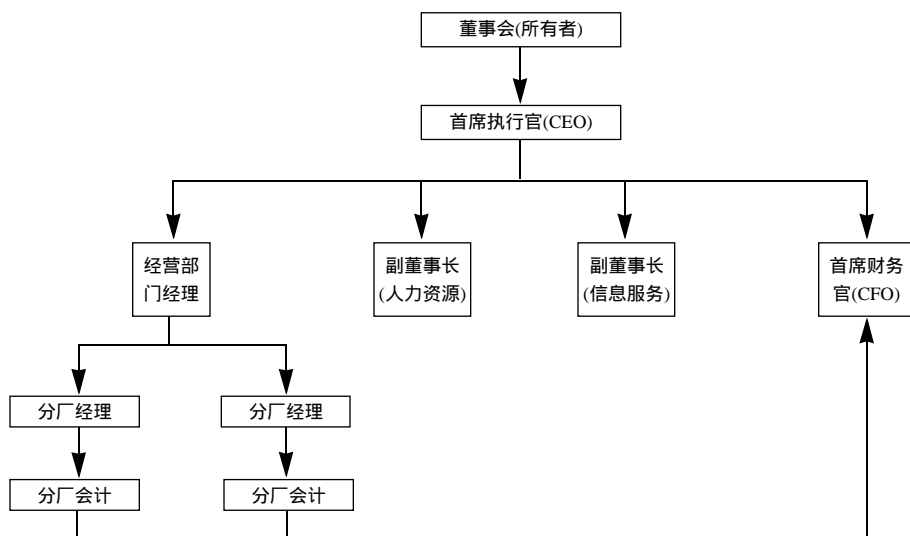 董事会(所有者)
首席执行官(CEO)
经营部
门经理
副董事长
(人力资源)
副董事长
(信息服务)
首席财务
官(CFO)
分厂经理
分厂经理
分厂会计
分厂会计